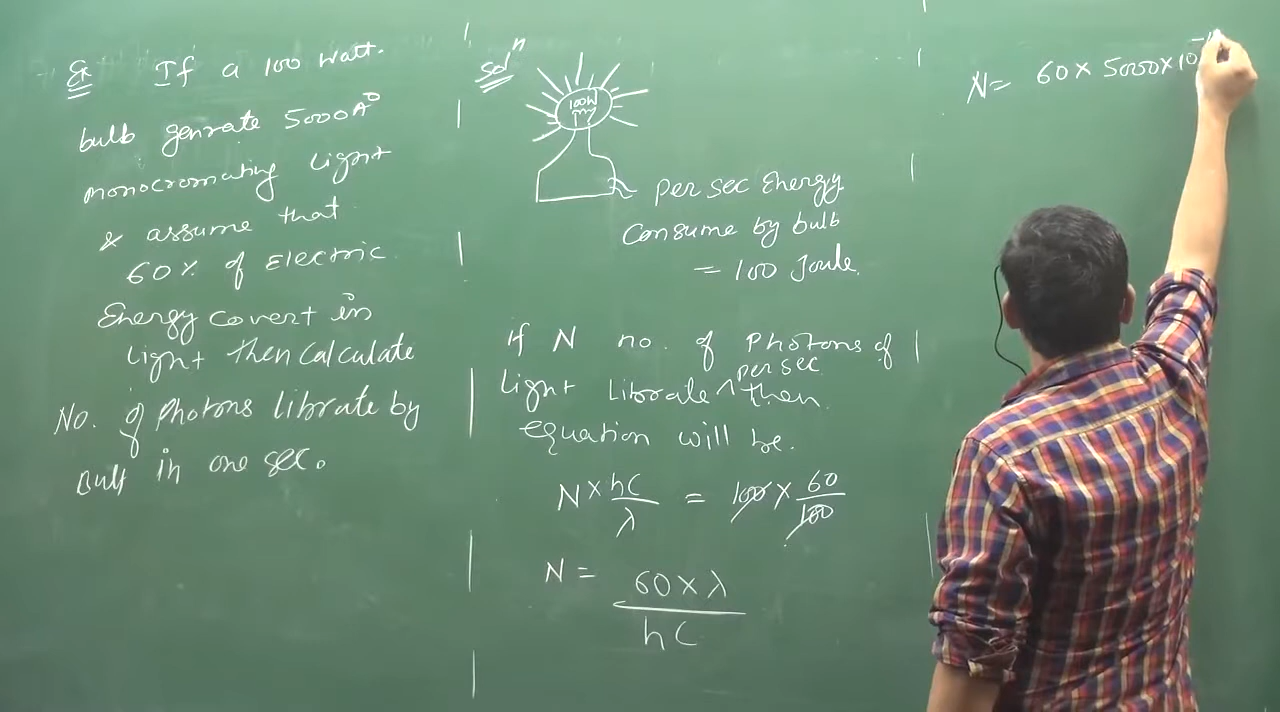 Ex If a 100 watt.
bulb genrate 5000A°
monocromating light
& assume that
60% of Electric
Energy covert in
light then calculate
No. of photons librate by
Bulb in one sec.
Solⁿ
100W
per sec Energy
Consume by bulb
= 100 Joule.
If N no. of photons of
light librate ^ per sec then
equation will be.
N × hc/λ = 100 × 60/100
N = 60×λ/hc
N = 60 × 5000 × 10⁻